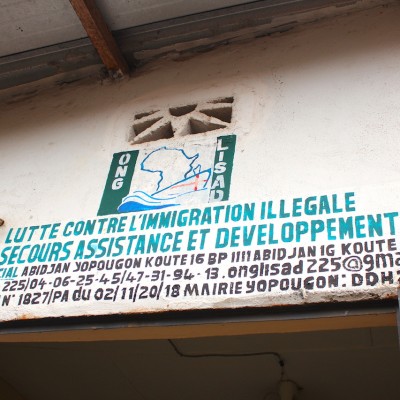 ONG
LISAD
LUTTE CONTRE L'IMMIGRATION ILLEGALE
SECOURS ASSISTANCE ET DEVELOPPEMENT
CIAL ABIDJAN YOPOUGON KOUTE 16 BP 1111 ABIDJAN 16 KOUTE
225/04-06-25-45/47-31-94-13.onglisad225@gma
N° 1827/PA du 02/11/20/18 MAIRIE YOPOUGON: DDH